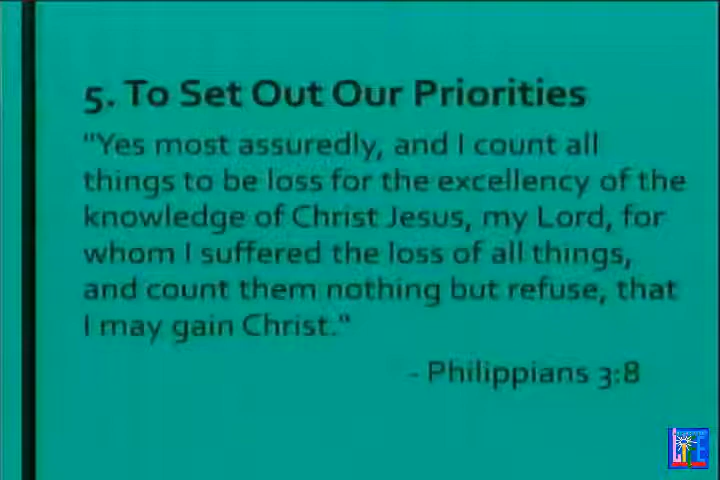 5. To Set Out Our Priorities
"Yes most assuredly, and I count all
things to be loss for the excellency of the
knowledge of Christ Jesus, my Lord, for
whom I suffered the loss of all things,
and count them nothing but refuse, that
I may gain Christ."
- Philippians 3:8
LIFE